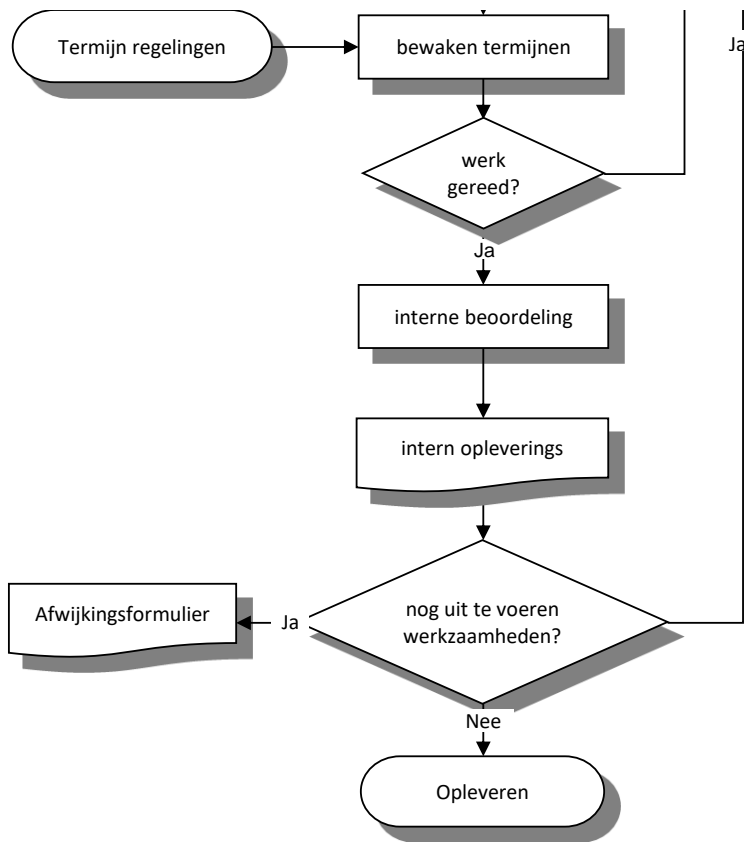 Termijn regelingen
bewaken termijnen
Ja
werk
gereed?
Ja
interne beoordeling
intern opleverings
Afwijkingsformulier
Ja
nog uit te voeren
werkzaamheden?
Nee
Opleveren